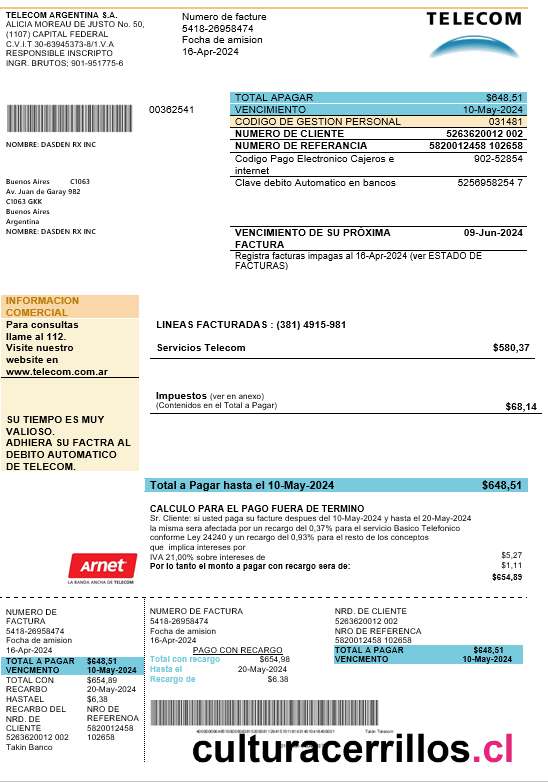 TELECOM ARGENTINA S.A.
ALICIA MOREAU DE JUSTO No. 50,
(1107) CAPITAL FEDERAL
C.V.I.T 30-63945373-8/1.V.A
RESPONSIBLE INSCRIPTO
INGR. BRUTOS; 901-951775-6
Numero de facture
5418-26958474
Focha de amision
16-Apr-2024
TELECOM
00362541
NOMBRE: DASDEN RX INC
Buenos Aires C1063
Av. Juan de Garay 982
C1063 GKK
Buenos Aires
Argentina
NOMBRE: DASDEN RX INC
TOTAL APAGAR $648,51
VENCIMIENTO 10-May-2024
CODIGO DE GESTION PERSONAL 031481
NUMERO DE CLIENTE 5263620012 002
NUMERO DE REFERANCIA 5820012458 102658
Codigo Pago Electronico Cajeros e 902-52854
internet
Clave debito Automatico en bancos 5256958254 7
VENCIMIENTO DE SU PRÓXIMA 09-Jun-2024
FACTURA
Registra facturas impagas al 16-Apr-2024 (ver ESTADO DE
FACTURAS)
INFORMACION
COMERCIAL
Para consultas
llame al 112.
Visite nuestro
website en
www.telecom.com.ar
SU TIEMPO ES MUY
VALIOSO.
ADHIERA SU FACTRA AL
DEBITO AUTOMATICO
DE TELECOM.
LINEAS FACTURADAS : (381) 4915-981
Servicios Telecom $580,37
Impuestos (ver en anexo)
(Contenidos en el Total a Pagar) $68,14
Total a Pagar hasta el 10-May-2024 $648,51
CALCULO PARA EL PAGO FUERA DE TERMINO
Sr. Cliente: si usted paga su facture despues del 10-May-2024 y hasta el 20-May-2024
la misma sera afectada por un recargo del 0,37% para el servicio Basico Telefonico
conforme Ley 24240 y un recargo del 0,93% para el resto de los conceptos
que implica intereses por
IVA 21,00% sobre intereses de $5,27
Por lo tanto el monto a pagar con recargo sera de: $1,11
$654,89
Arnet
LA BANDA ANCHA DE TELECOM
NUMERO DE
FACTURA
5418-26958474
Focha de amision
16-Apr-2024
TOTAL A PAGAR $648,51
VENCMENTO 10-May-2024
TOTAL CON $654,89
RECARBO 20-May-2024
HASTAEL $6,38
RECARBO DEL NRO DE
NRD. DE REFERENOA
CLIENTE 5820012458
5263620012 002 102658
Takin Banco
NUMERO DE FACTURA
5418-26958474
Focha de amision
16-Apr-2024
PAGO CON RECARGO
Total con recargo $654,98
Hasta el 20-May-2024
Recargo de $6.38
NRD. DE CLIENTE
5263620012 002
NRO DE REFERENCA
5820012458 102658
TOTAL A PAGAR $648,51
VENCMENTO 10-May-2024
Takin Telecom
culturacerrillos.cl